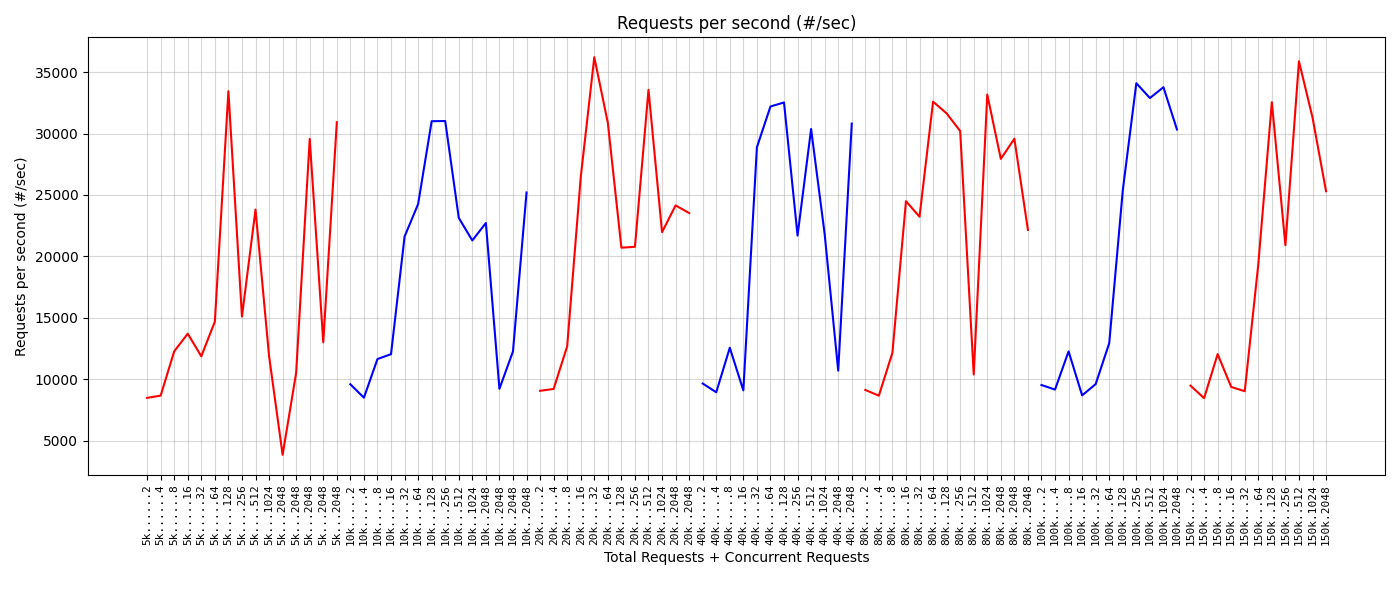 Requests per second (#/sec)
Requests per second (#/sec)
35000
30000
25000
20000
15000
10000
5000
5k......2
5k......4
5k......8
5k.....16
5k.....32
5k.....64
5k....128
5k....256
5k....512
5k...1024
5k...2048
5k...2048
5k...2048
5k...2048
5k...2048
10k.....2
10k.....4
10k.....8
10k....16
10k....32
10k....64
10k...128
10k...256
10k...512
10k..1024
10k..2048
10k..2048
10k..2048
10k..2048
20k.....2
20k.....4
20k.....8
20k....16
20k....32
20k....64
20k...128
20k...256
20k...512
20k..1024
20k..2048
20k..2048
40k.....2
40k.....4
40k.....8
40k....16
40k....32
40k....64
40k...128
40k...256
40k...512
40k..1024
40k..2048
40k..2048
80k.....2
80k.....4
80k.....8
80k....16
80k....32
80k....64
80k...128
80k...256
80k...512
80k..1024
80k..2048
80k..2048
80k..2048
100k....2
100k....4
100k....8
100k...16
100k...32
100k...64
100k..128
100k..256
100k..512
100k.1024
100k.2048
150k....2
150k....4
150k....8
150k...16
150k...32
150k...64
150k..128
150k..256
150k..512
150k.1024
150k.2048
Total Requests + Concurrent Requests